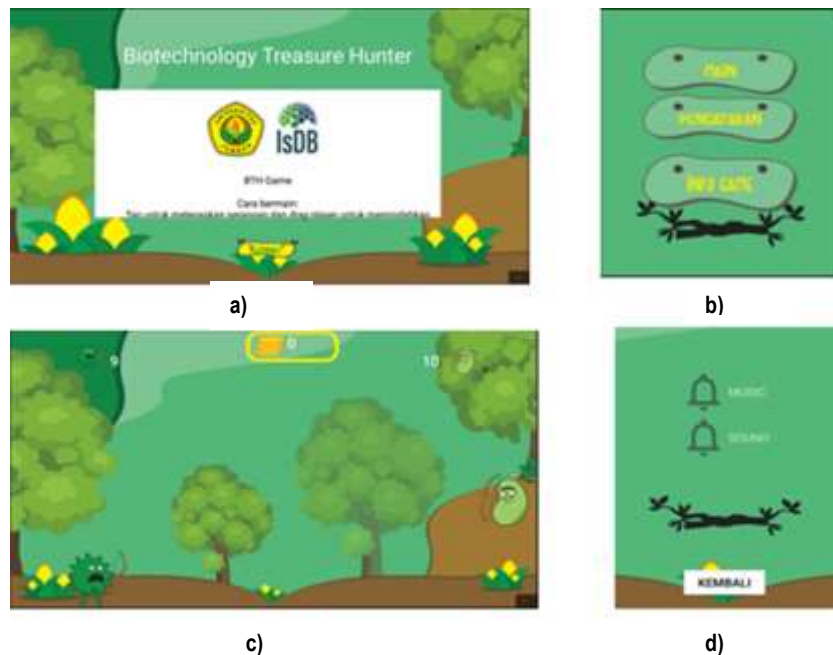 Biotechnology Treasure Hunter
IsDB
BTH Game
Cara bermain:
a)
MAIN
PENGATURAN
INFO GAME
b)
9
0
10
c)
MUSIC
SOUND
KEMBALI
d)